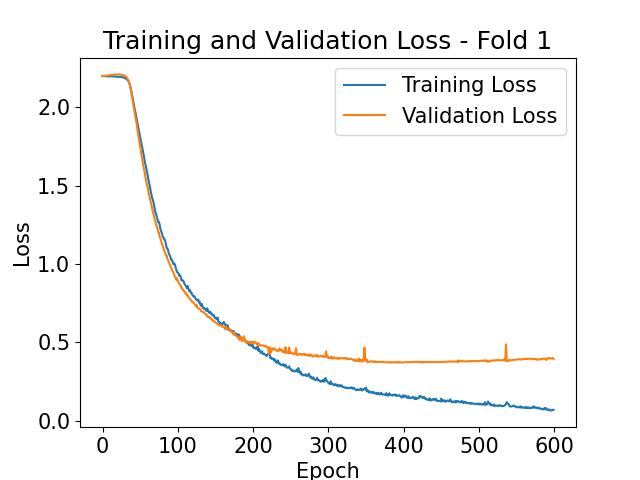 Training and Validation Loss - Fold 1
Training Loss
Validation Loss
Loss
2.0
1.5
1.0
0.5
0.0
0 100 200 300 400 500 600
Epoch